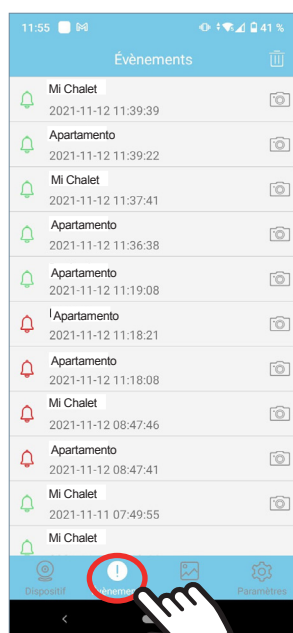 11:55 41 %
Évènements
Mi Chalet
2021-11-12 11:39:39
Apartamento
2021-11-12 11:39:22
Mi Chalet
2021-11-12 11:37:41
Apartamento
2021-11-12 11:36:38
Apartamento
2021-11-12 11:19:08
Apartamento
2021-11-12 11:18:21
Apartamento
2021-11-12 11:18:08
Mi Chalet
2021-11-12 08:47:46
Apartamento
2021-11-12 08:47:41
Mi Chalet
2021-11-11 07:49:55
Mi Chalet
Dispositif Évènements Paramètres